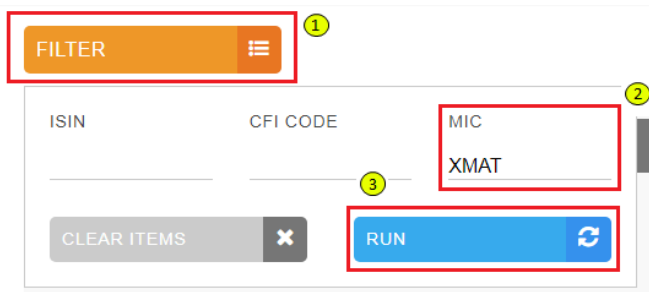 FILTER 1
2
ISIN CFI CODE MIC
XMAT
3
CLEAR ITEMS RUN